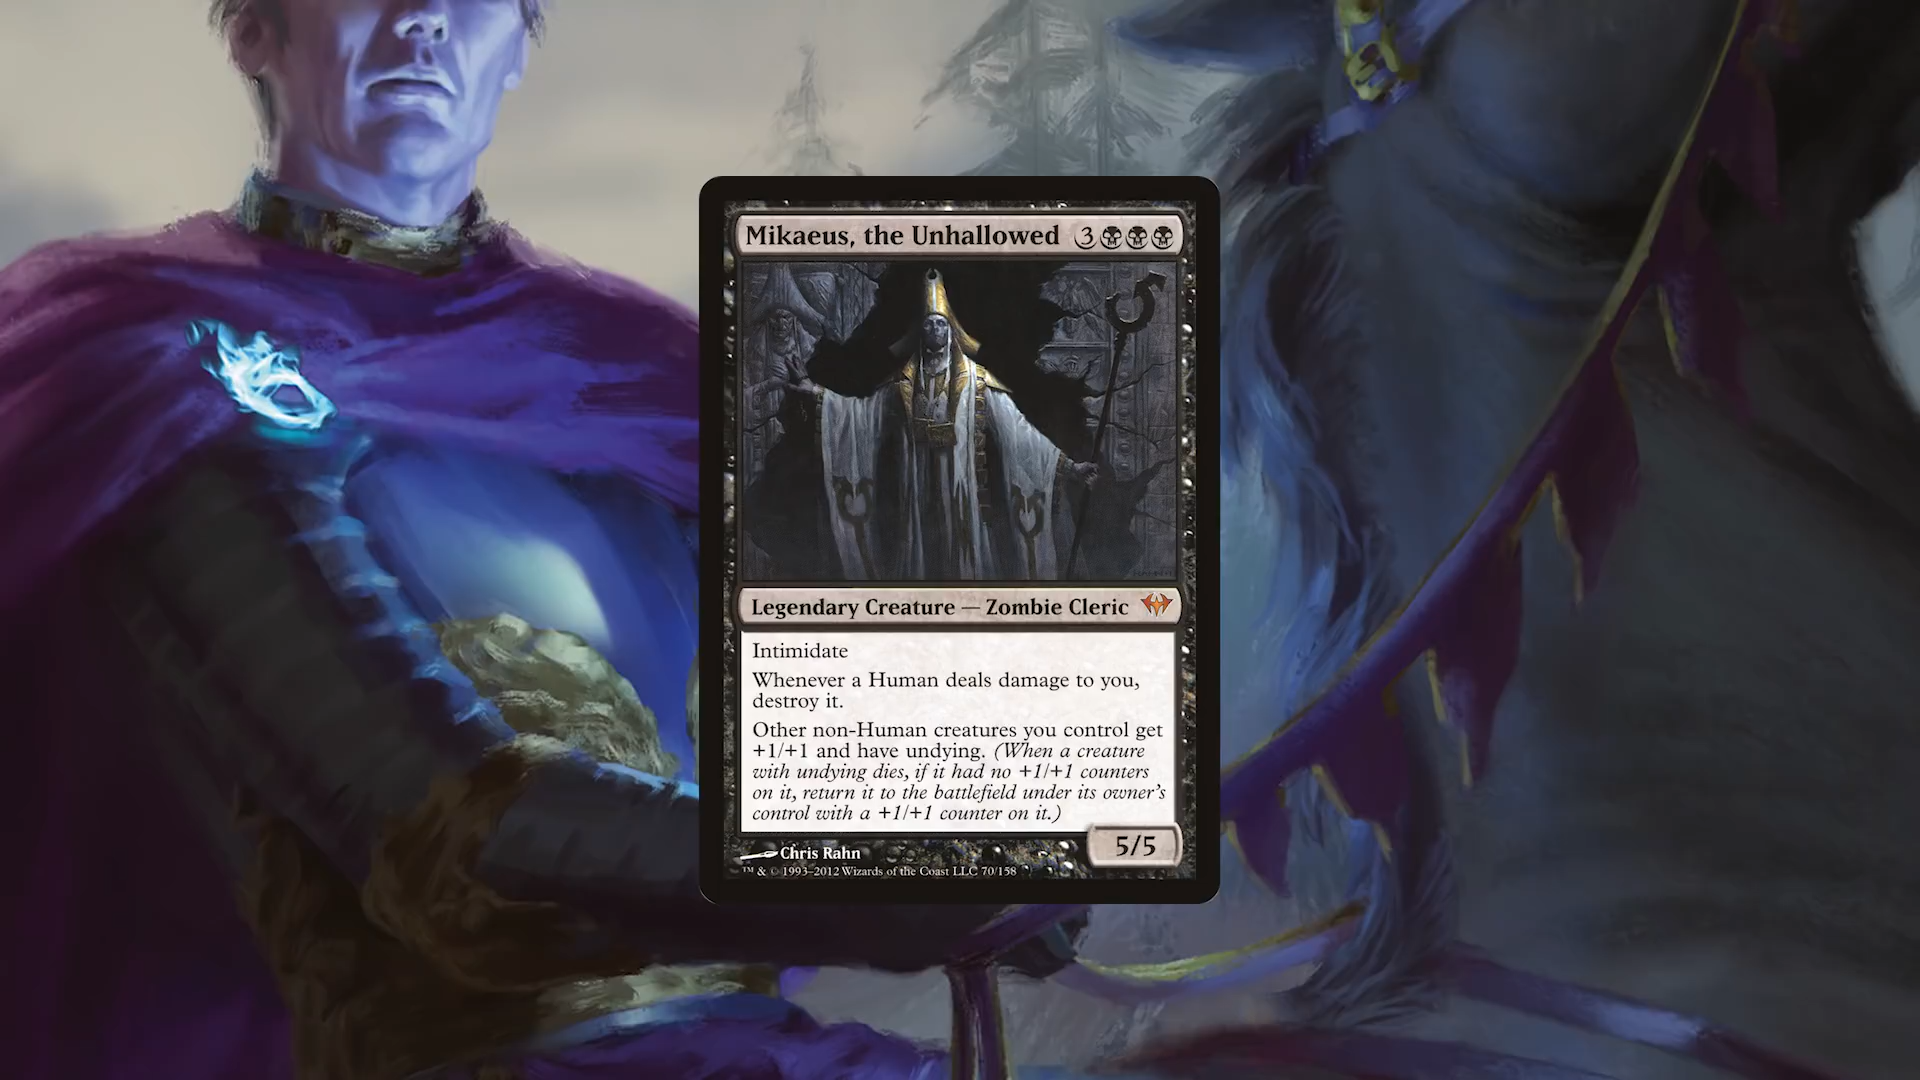 Mikaeus, the Unhallowed 3
Legendary Creature — Zombie Cleric
Intimidate
Whenever a Human deals damage to you,
destroy it.
Other non-Human creatures you control get
+1/+1 and have undying. (When a creature
with undying dies, if it had no +1/+1 counters
on it, return it to the battlefield under its owner's
control with a +1/+1 counter on it.)
5/5
Chris Rahn
™ & © 1993–2012 Wizards of the Coast LLC 70/158